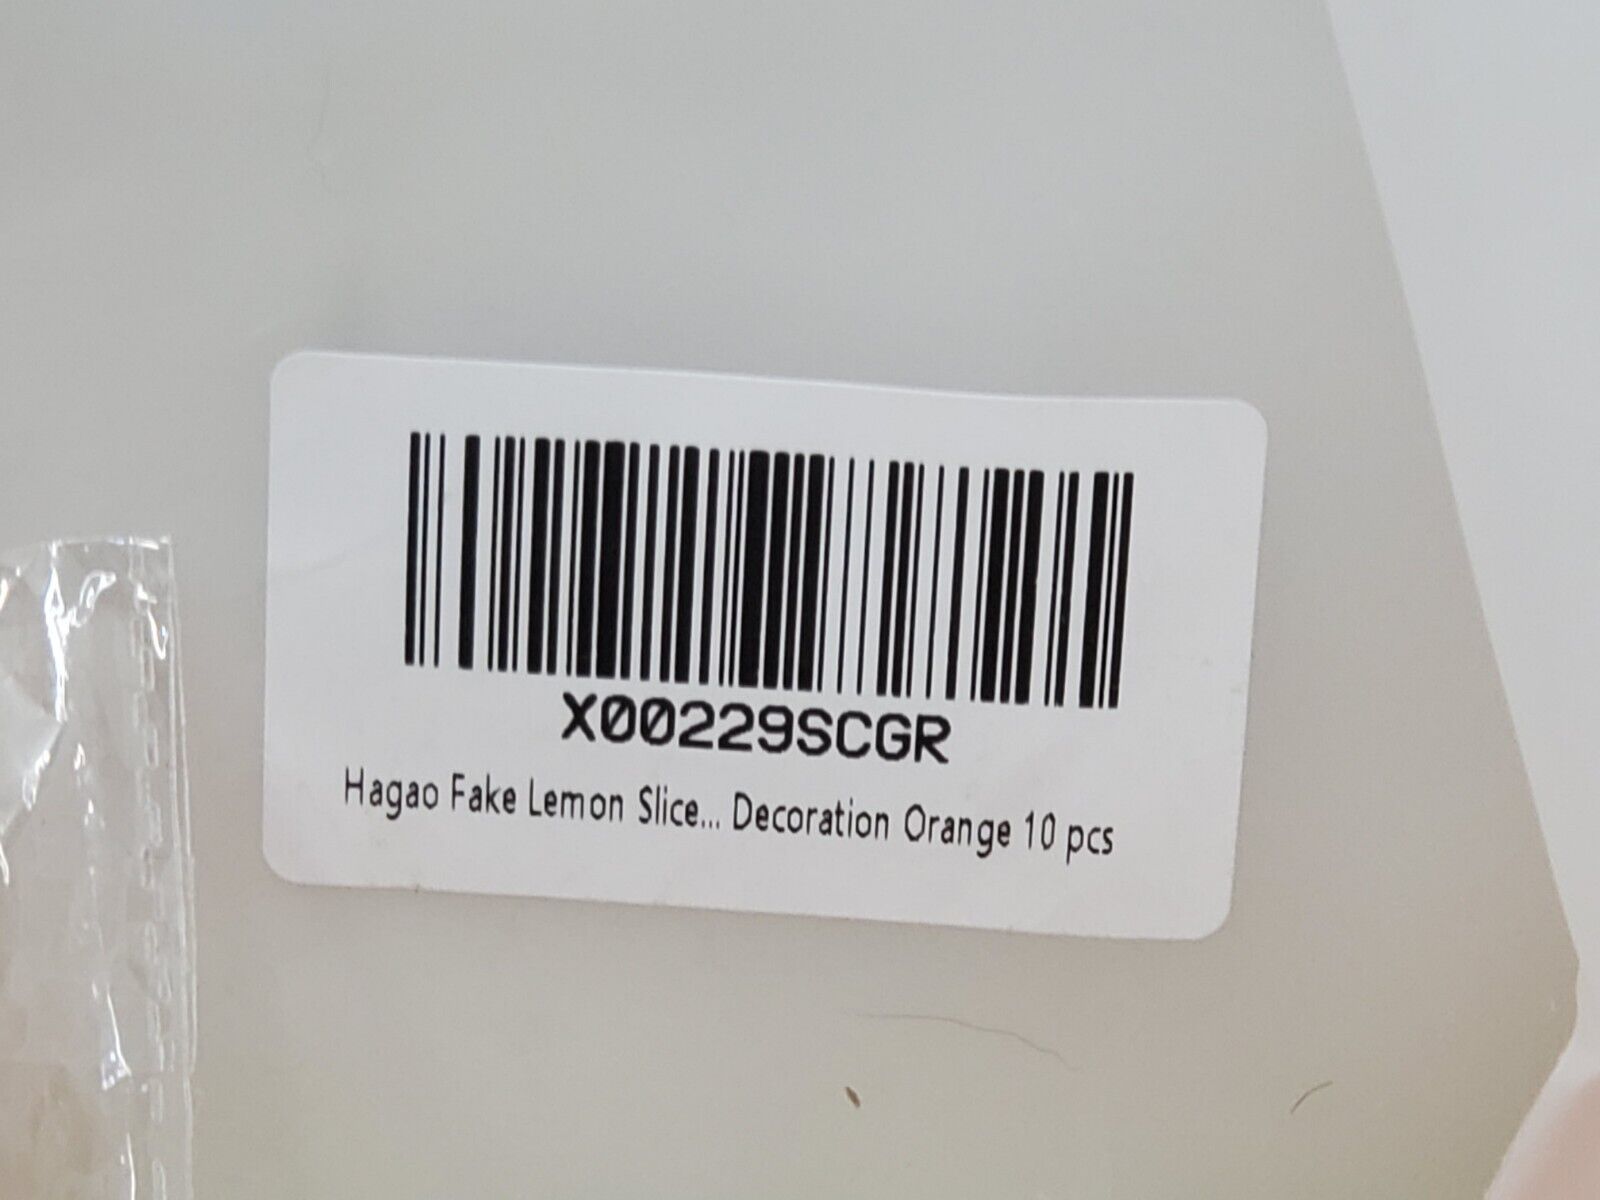 X00229SCGR
Hagao Fake Lemon Slice... Decoration Orange 10 pcs